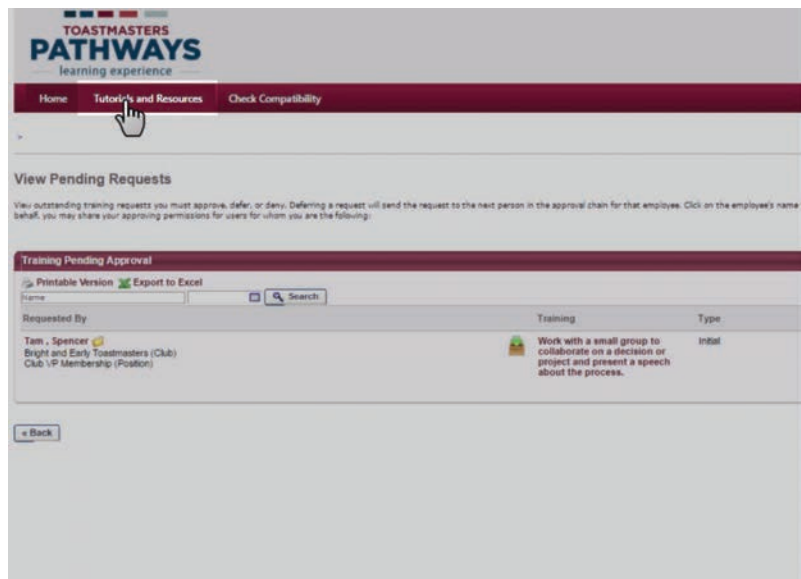 TOASTMASTERS
PATHWAYS
learning experience
Home Tutorials and Resources Check Compatibility
>
View Pending Requests
View outstanding training requests you must approve, defer, or deny. Deferring a request will send the request to the next person in the approval chain for that employee. Click on the employee's name
behalf, you may share your approving permissions for users for whom you are the following:
Training Pending Approval
Printable Version Export to Excel
Name Search
Requested By Training Type
Tam , Spencer Work with a small group to Initial
Bright and Early Toastmasters (Club) collaborate on a decision or
Club VP Membership (Position) project and present a speech
about the process.
« Back